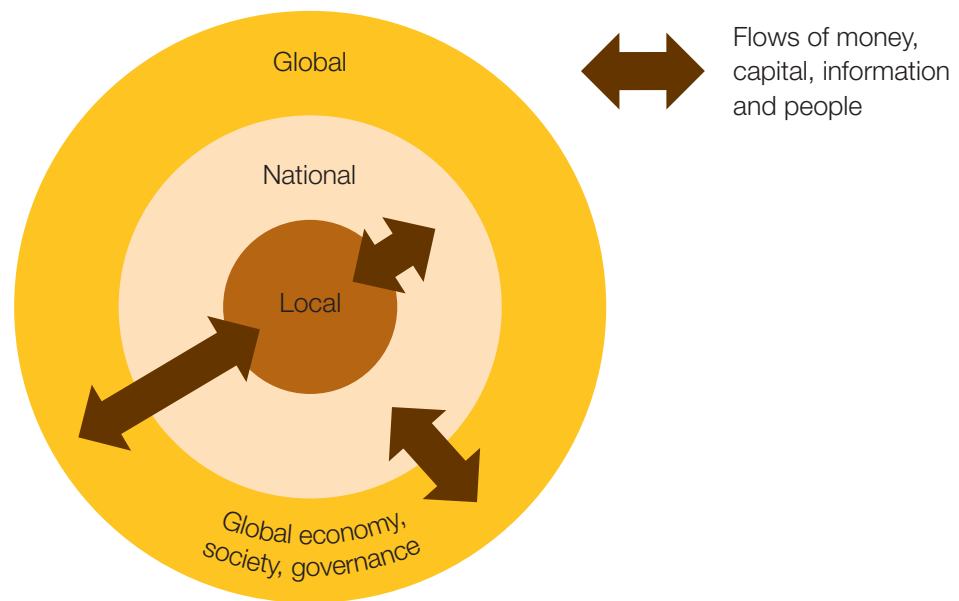 Global
Flows of money,
capital, information
and people
National
Local
Global economy,
society, governance